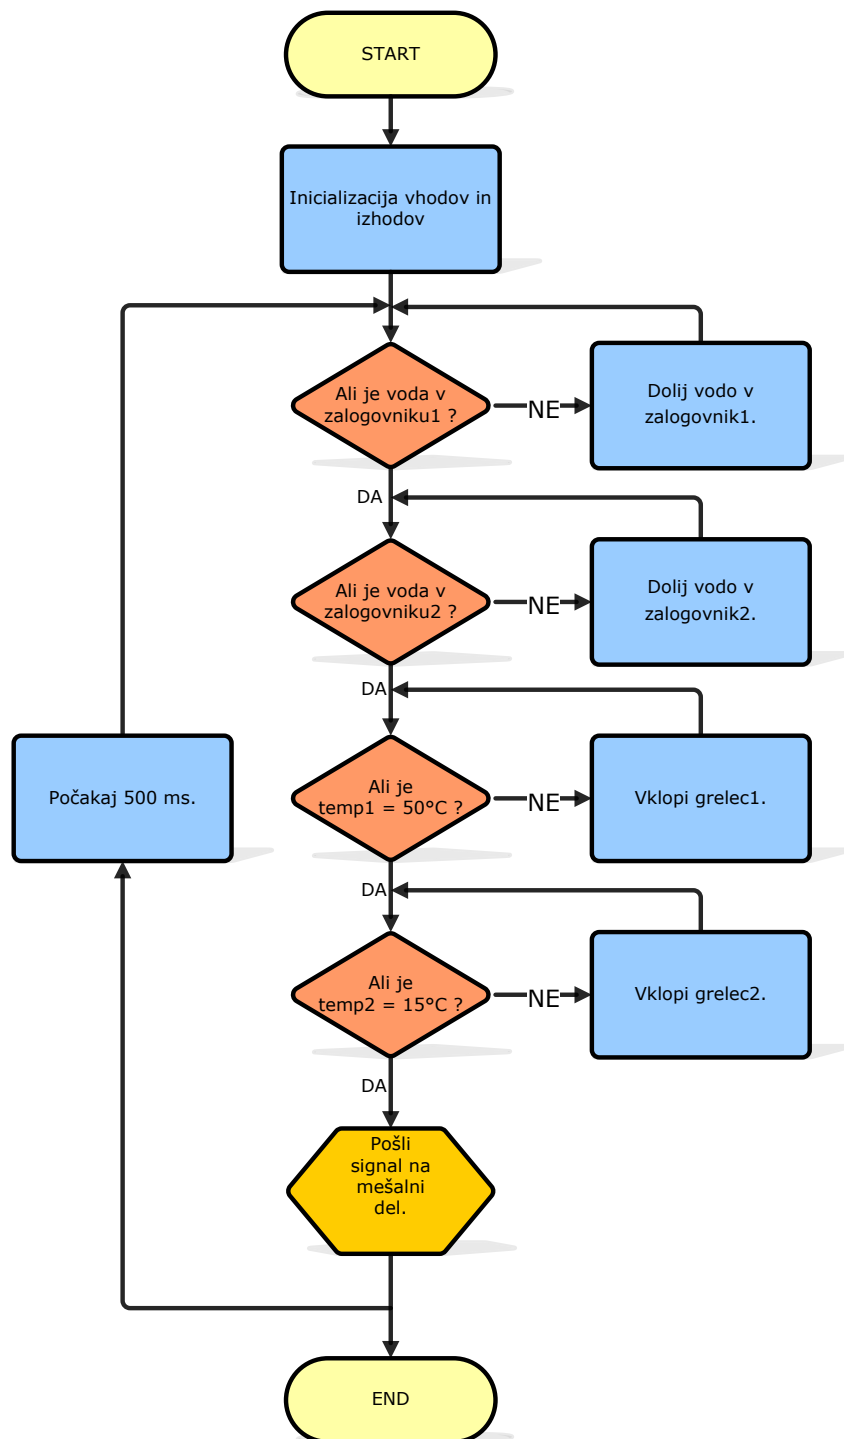 START
Inicializacija vhodov in
izhodov
Ali je voda v
zalogovniku1 ?
NE
Dolij vodo v
zalogovnik1.
DA
Ali je voda v
zalogovniku2 ?
NE
Dolij vodo v
zalogovnik2.
DA
Počakaj 500 ms.
Ali je
temp1 = 50°C ?
NE
Vklopi grelec1.
DA
Ali je
temp2 = 15°C ?
NE
Vklopi grelec2.
DA
Pošli
signal na
mešalni
del.
END